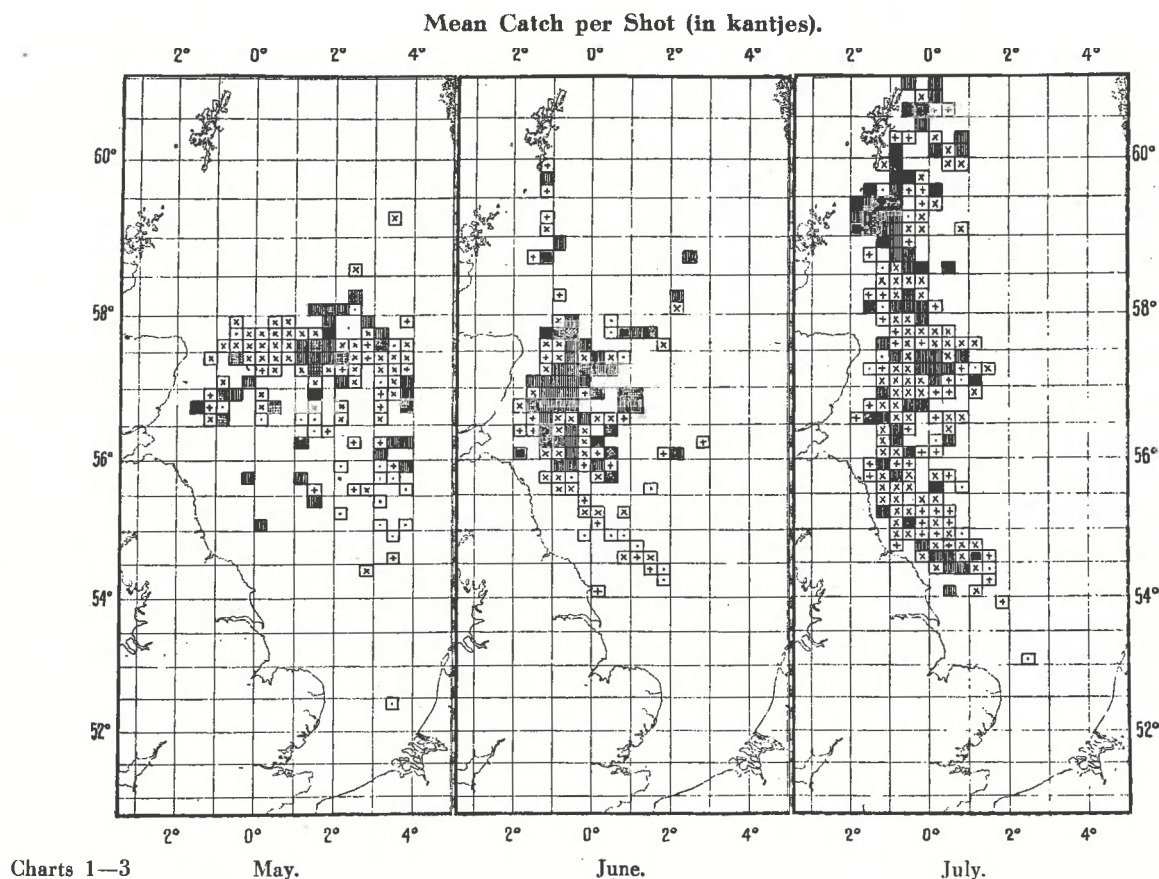 Mean Catch per Shot (in kantjes).
2° 0° 2° 4° 2° 0° 2° 4° 2° 0° 2° 4°
60° 60°
58° 58°
56° 56°
54° 54°
52° 52°
2° 0° 2° 4° 2° 0° 2° 4° 2° 0° 2° 4°
Charts 1—3 May. June. July.